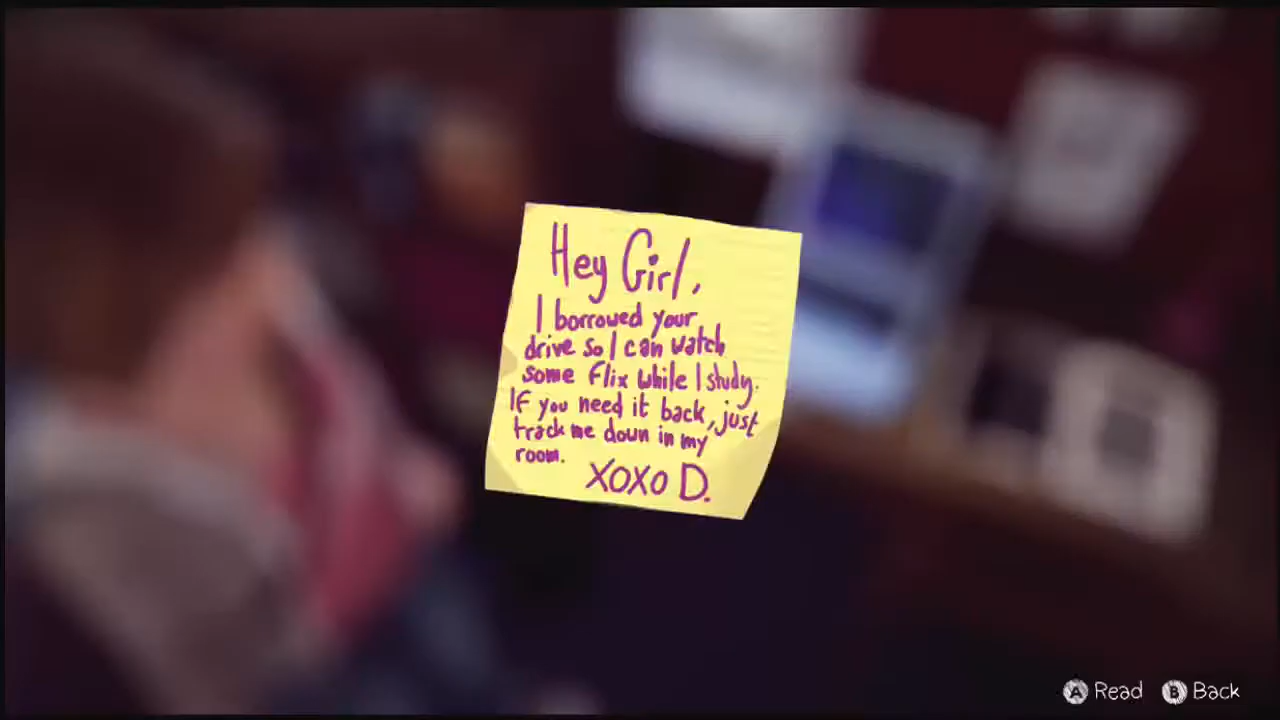 Hey Girl,
I borrowed your
drive so I can watch
some Flix while I study.
If you need it back, just
track me down in my
room.
XOXO D.
A Read B Back